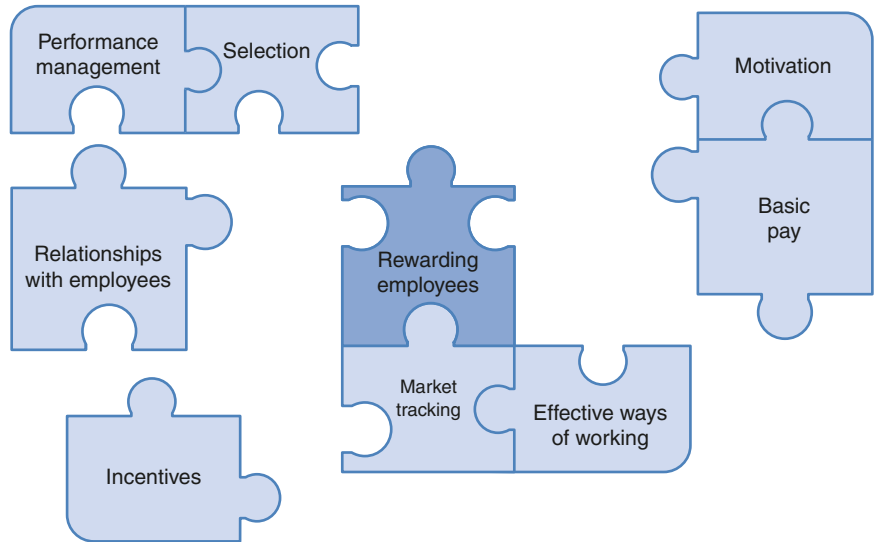 Performance
management
Selection
Motivation
Basic
pay
Relationships
with employees
Rewarding
employees
Market
tracking
Effective ways
of working
Incentives